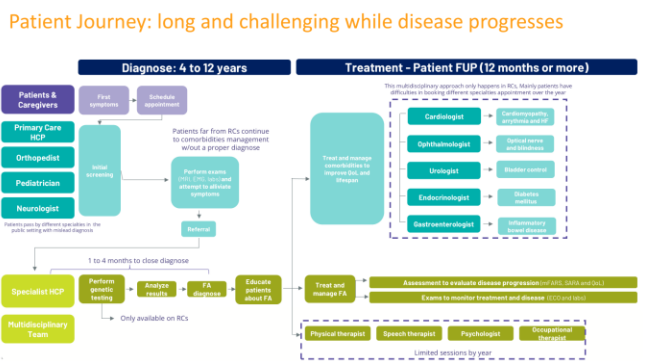 Patient Journey: long and challenging while disease progresses
Diagnose: 4 to 12 years
Treatment - Patient FUP (12 months or more)
Patients &
Caregivers
First
symptoms
Schedule
appointment
This multidisciplinary approach only happens in RCs, Mainly patients have
difficulties in booking different specialties appointment over the year
Primary Care
HCP
Orthopedist
Pediatrician
Neurologist
Patients pass by different specialties in the
public setting with mislead diagnosis
Initial
screening
Patients far from RCs continue
to comorbidities management
w/out a proper diagnose
Perform exams
(MRI, EMG, labs) and
attempt to alleviate
symptoms
Referral
Treat and manage
comorbidities to
improve QoL and
lifespan
Cardiologist
Cardiomyopathy,
arrythmia and HF
Ophthalmologist
Optical nerve
and blindness
Urologist
Bladder control
Endocrinologist
Diabetes
mellitus
Gastroenterologist
Inflammatory
bowel disease
1 to 4 months to close diagnose
Specialist HCP
Perform
genetic
testing
Analyze
results
FA
diagnose
Educate
patients
about FA
Treat and
manage FA
Assessment to evaluate disease progression (mFARS, SARA and QoL)
Exams to monitor treatment and disease (ECO and labs)
Only available on RCs
Multidisciplinary
Team
Physical therapist
Speech therapist
Psychologist
Occupational
therapist
Limited sessions by year